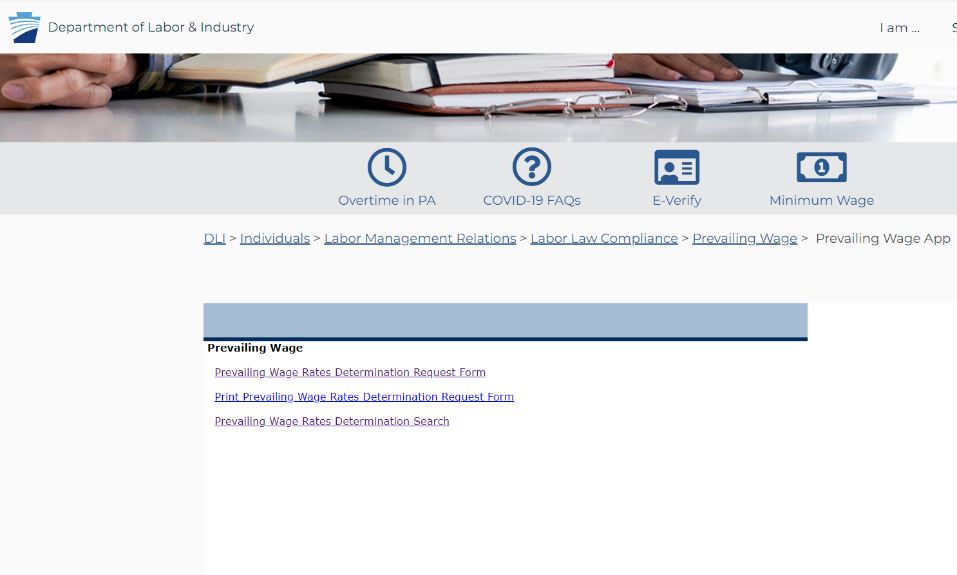 Department of Labor & Industry
I am ...
S
Overtime in PA
COVID-19 FAQs
E-Verify
Minimum Wage
DLI > Individuals > Labor Management Relations > Labor Law Compliance > Prevailing Wage > Prevailing Wage App
Prevailing Wage
Prevailing Wage Rates Determination Request Form
Print Prevailing Wage Rates Determination Request Form
Prevailing Wage Rates Determination Search